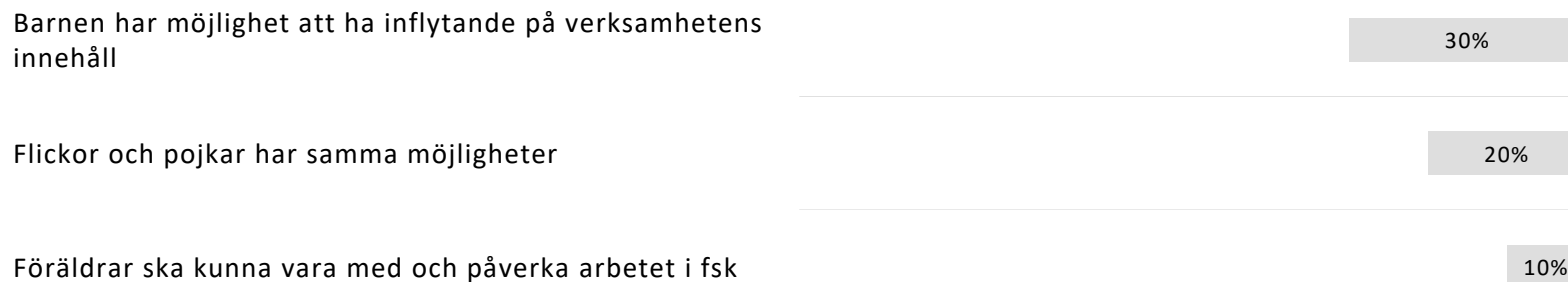 Barnen har möjlighet att ha inflytande på verksamhetens
innehåll
30%
Flickor och pojkar har samma möjligheter
20%
Föräldrar ska kunna vara med och påverka arbetet i fsk
10%